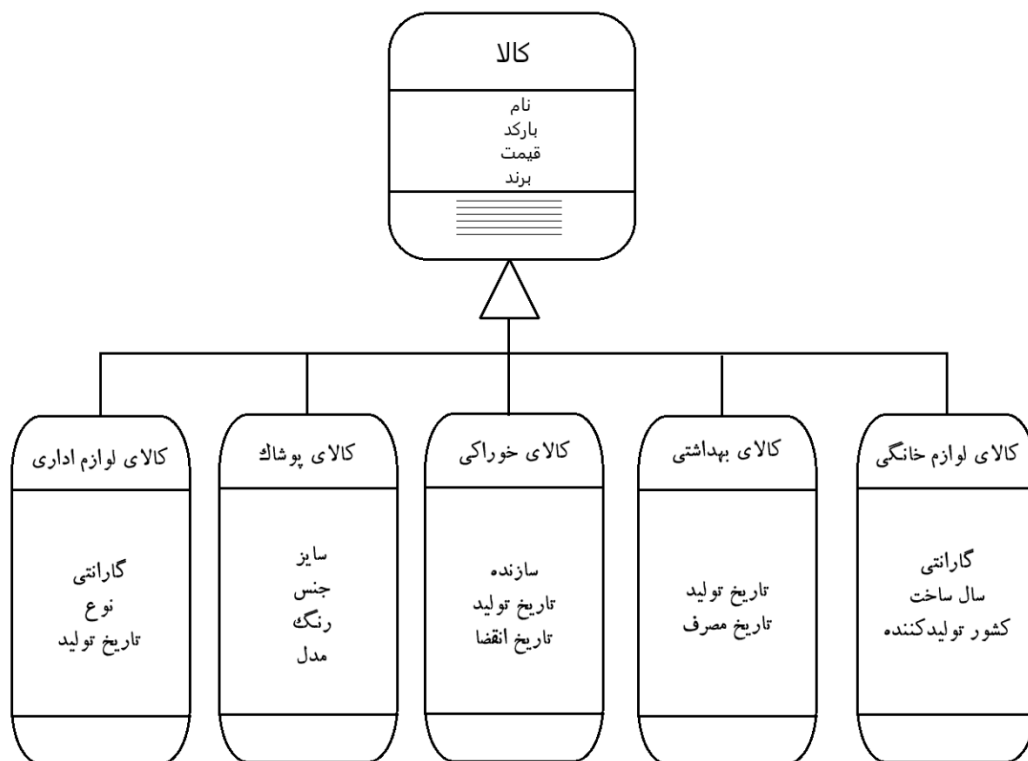 کالا
نام
بارکد
قیمت
برند
کالای لوازم خانگی
گارانتی
سال ساخت
کشور تولیدکننده
کالای بهداشتی
تاریخ تولید
تاریخ مصرف
کالای خوراکی
سازنده
تاریخ تولید
تاریخ انقضا
کالای پوشاك
سایز
جنس
رنگ
مدل
کالای لوازم اداری
گارانتی
نوع
تاریخ تولید